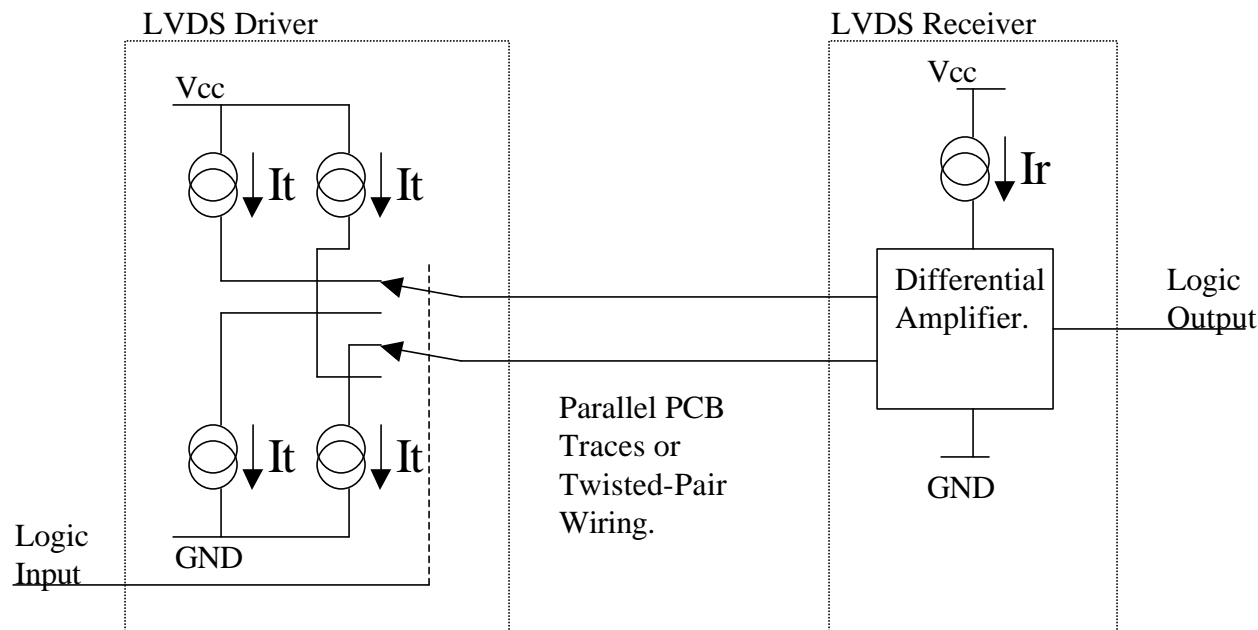 LVDS Driver
LVDS Receiver
Vcc
Vcc
It
It
Ir
Differential
Amplifier.
Logic
Output
Parallel PCB
Traces or
Twisted-Pair
Wiring.
It
It
GND
GND
Logic
Input